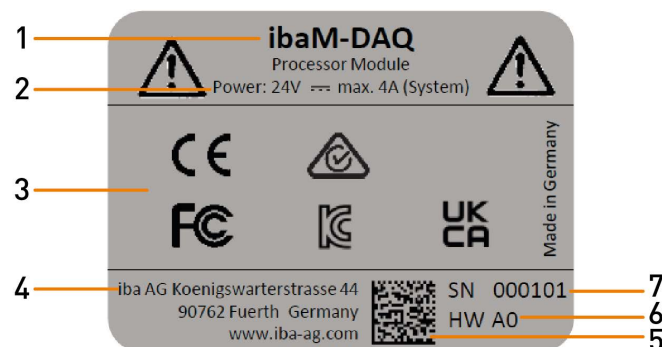 1
ibaM-DAQ
Processor Module
2
Power: 24V ⎓ max. 4A (System)
3
CE
FC
UK
CA
Made in Germany
4
iba AG Koenigswarterstrasse 44
90762 Fuerth Germany
www.iba-ag.com
SN 000101
7
HW A0
6
5